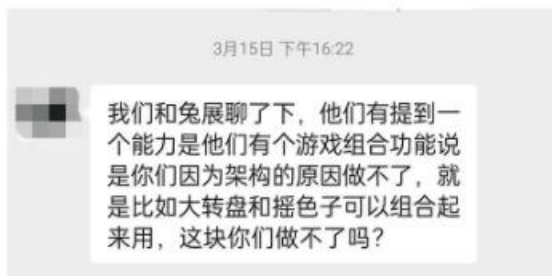 3月15日 下午16:22
我们和兔展聊了下，他们有提到一
个能力是他们有个游戏组合功能说
是你们因为架构的原因做不了，就
是比如大转盘和摇色子可以组合起
来用，这块你们做不了吗？